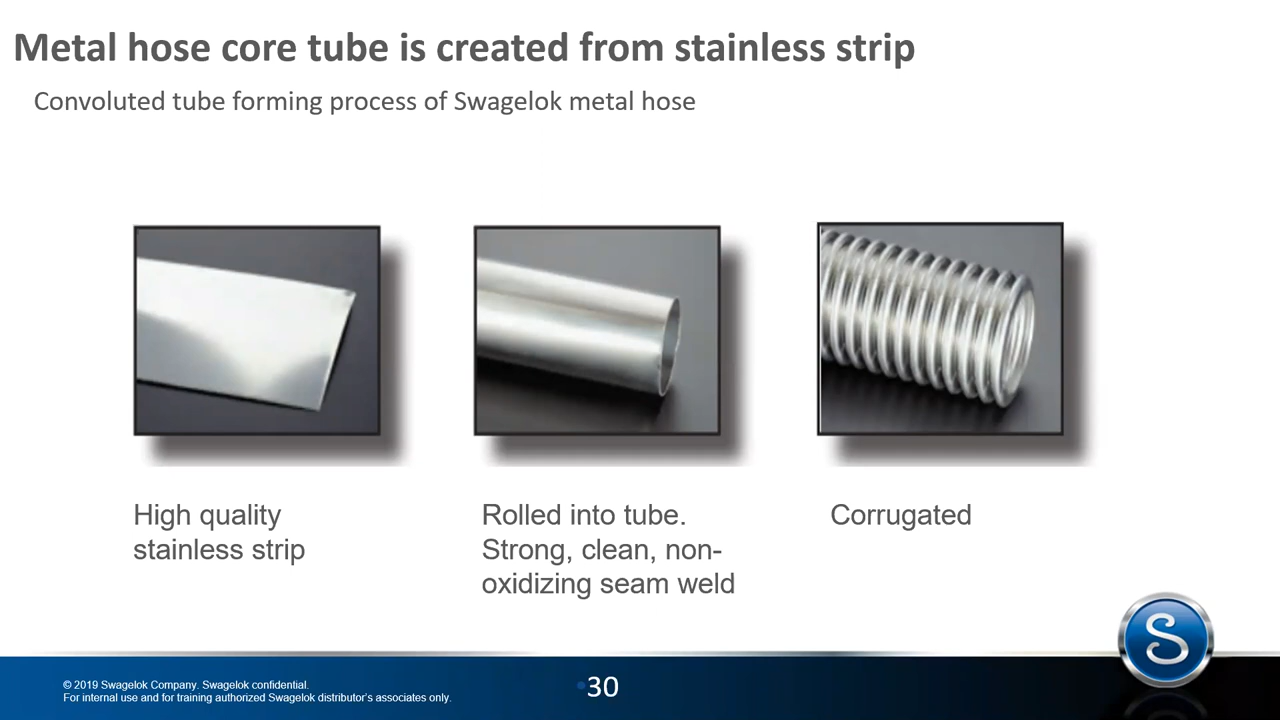 Metal hose core tube is created from stainless strip
Convoluted tube forming process of Swagelok metal hose
High quality
stainless strip
Rolled into tube.
Strong, clean, non-
oxidizing seam weld
Corrugated
S
© 2019 Swagelok Company. Swagelok confidential.
For internal use and for training authorized Swagelok distributor's associates only.
•30